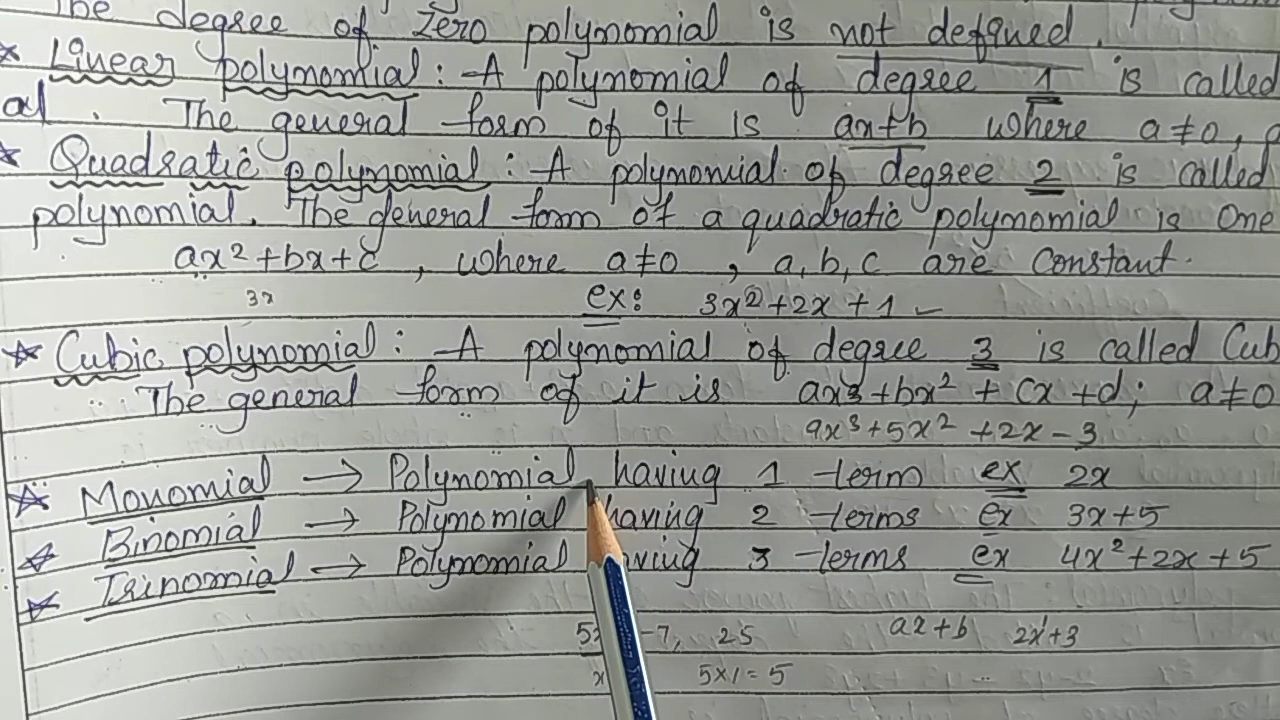 The degree of zero polynomial is not defined.
* Linear polynomial : - A polynomial of degree 1 is called
al . The general form of it is ax+b where a≠0,
* Quadratic polynomial : - A polynomial of degree 2 is called
polynomial. The general form of a quadratic polynomial is One
ax²+bx+c , where a≠0 , a,b,c are constant.
3x ex: 3x²+2x+1
* Cubic polynomial : - A polynomial of degree 3 is called Cub
The general form of it is ax³+bx²+cx+d; a≠0
9x³+5x²+2x-3
* Monomial → Polynomial having 1 -term ex 2x
* Binomial → Polynomial having 2 -terms ex 3x+5
* Trinomial → Polynomial having 3 -terms ex 4x²+2x+5
-7, 25 ax+b 2x¹+3
x 5×1=5